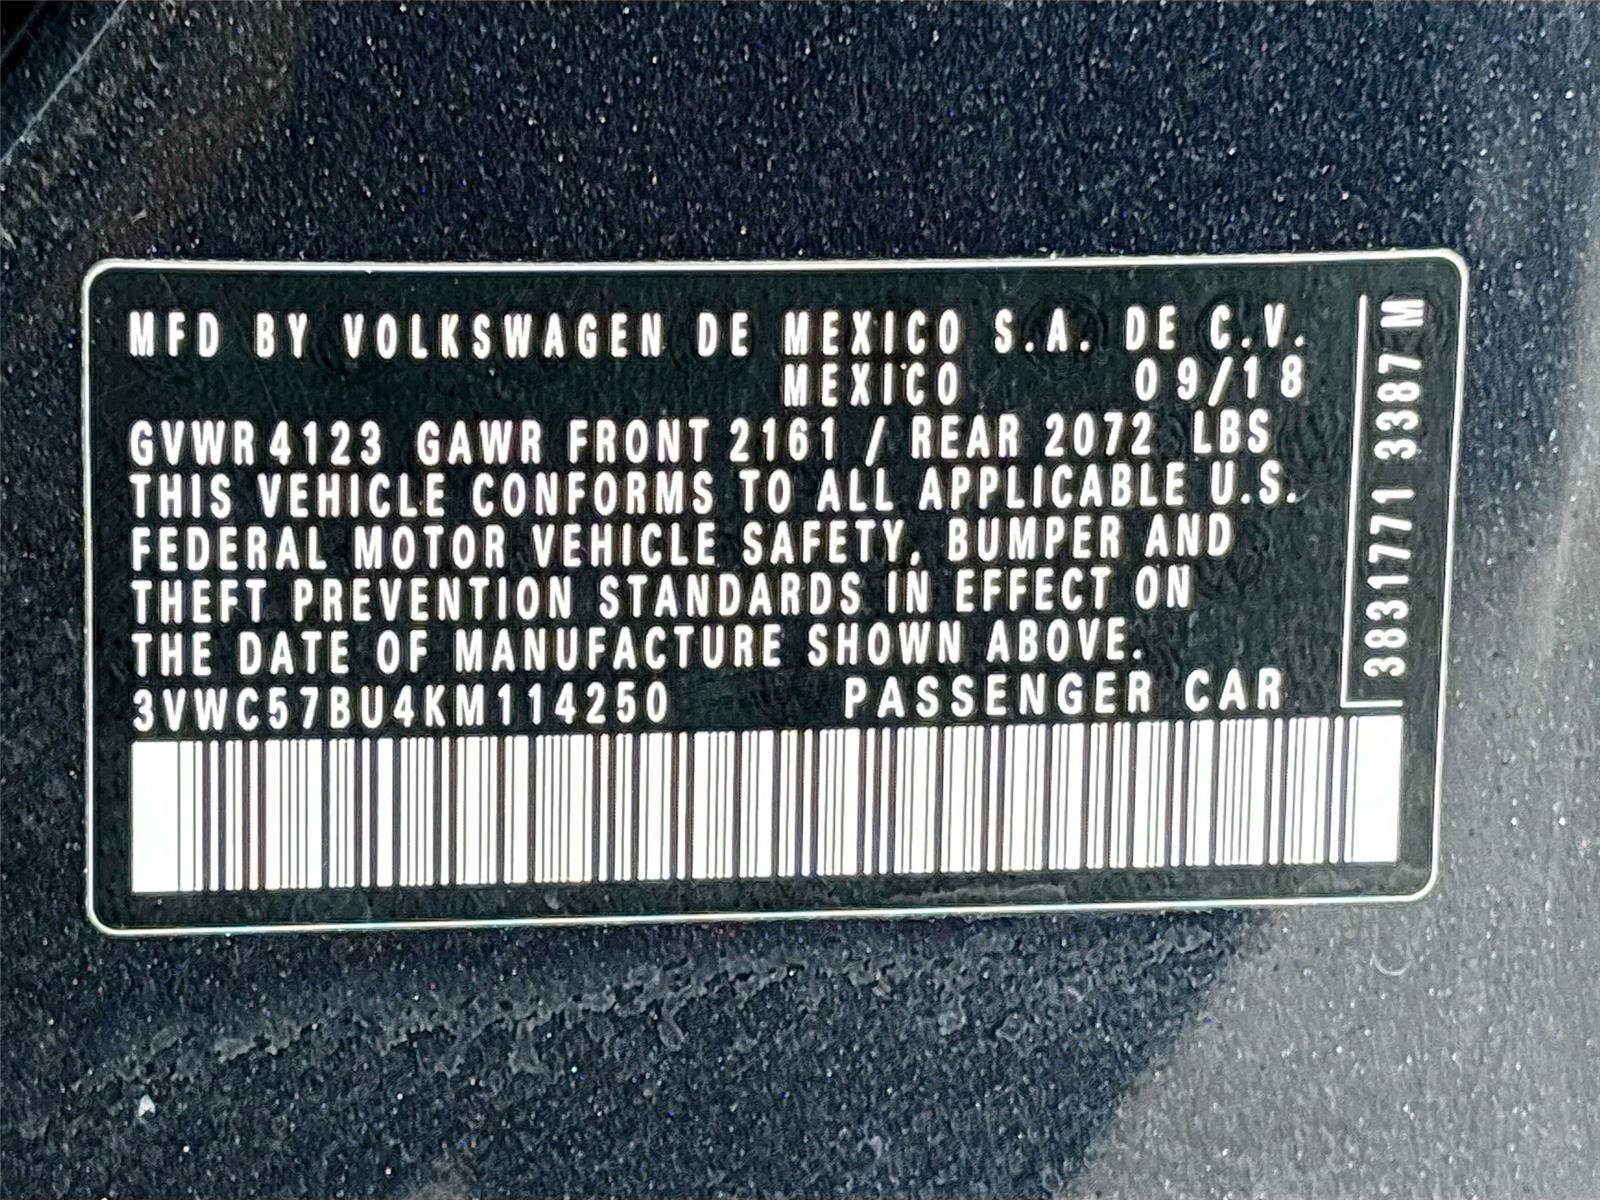 MFD BY VOLKSWAGEN DE MEXICO S.A. DE C.V.
MEXICO 09/18
GVWR 4123 GAWR FRONT 2161 / REAR 2072 LBS
THIS VEHICLE CONFORMS TO ALL APPLICABLE U.S.
FEDERAL MOTOR VEHICLE SAFETY, BUMPER AND
THEFT PREVENTION STANDARDS IN EFFECT ON
THE DATE OF MANUFACTURE SHOWN ABOVE.
3VWC57BU4KM114250 PASSENGER CAR
3831771 3387 M